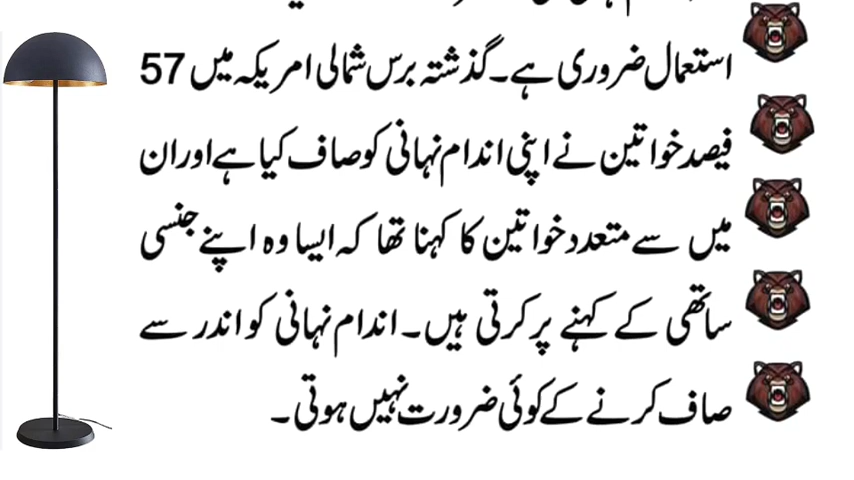 استعمال ضروری ہے۔ گذشتہ برس شمالی امریکہ میں 57
فیصد خواتین نے اپنی اندام نہانی کو صاف کیا ہے اور ان
میں سے متعدد خواتین کا کہنا تھا کہ ایسا وہ اپنے جنسی
ساتھی کے کہنے پر کرتی ہیں۔ اندام نہانی کو اندر سے
صاف کرنے کے کوئی ضرورت نہیں ہوتی۔